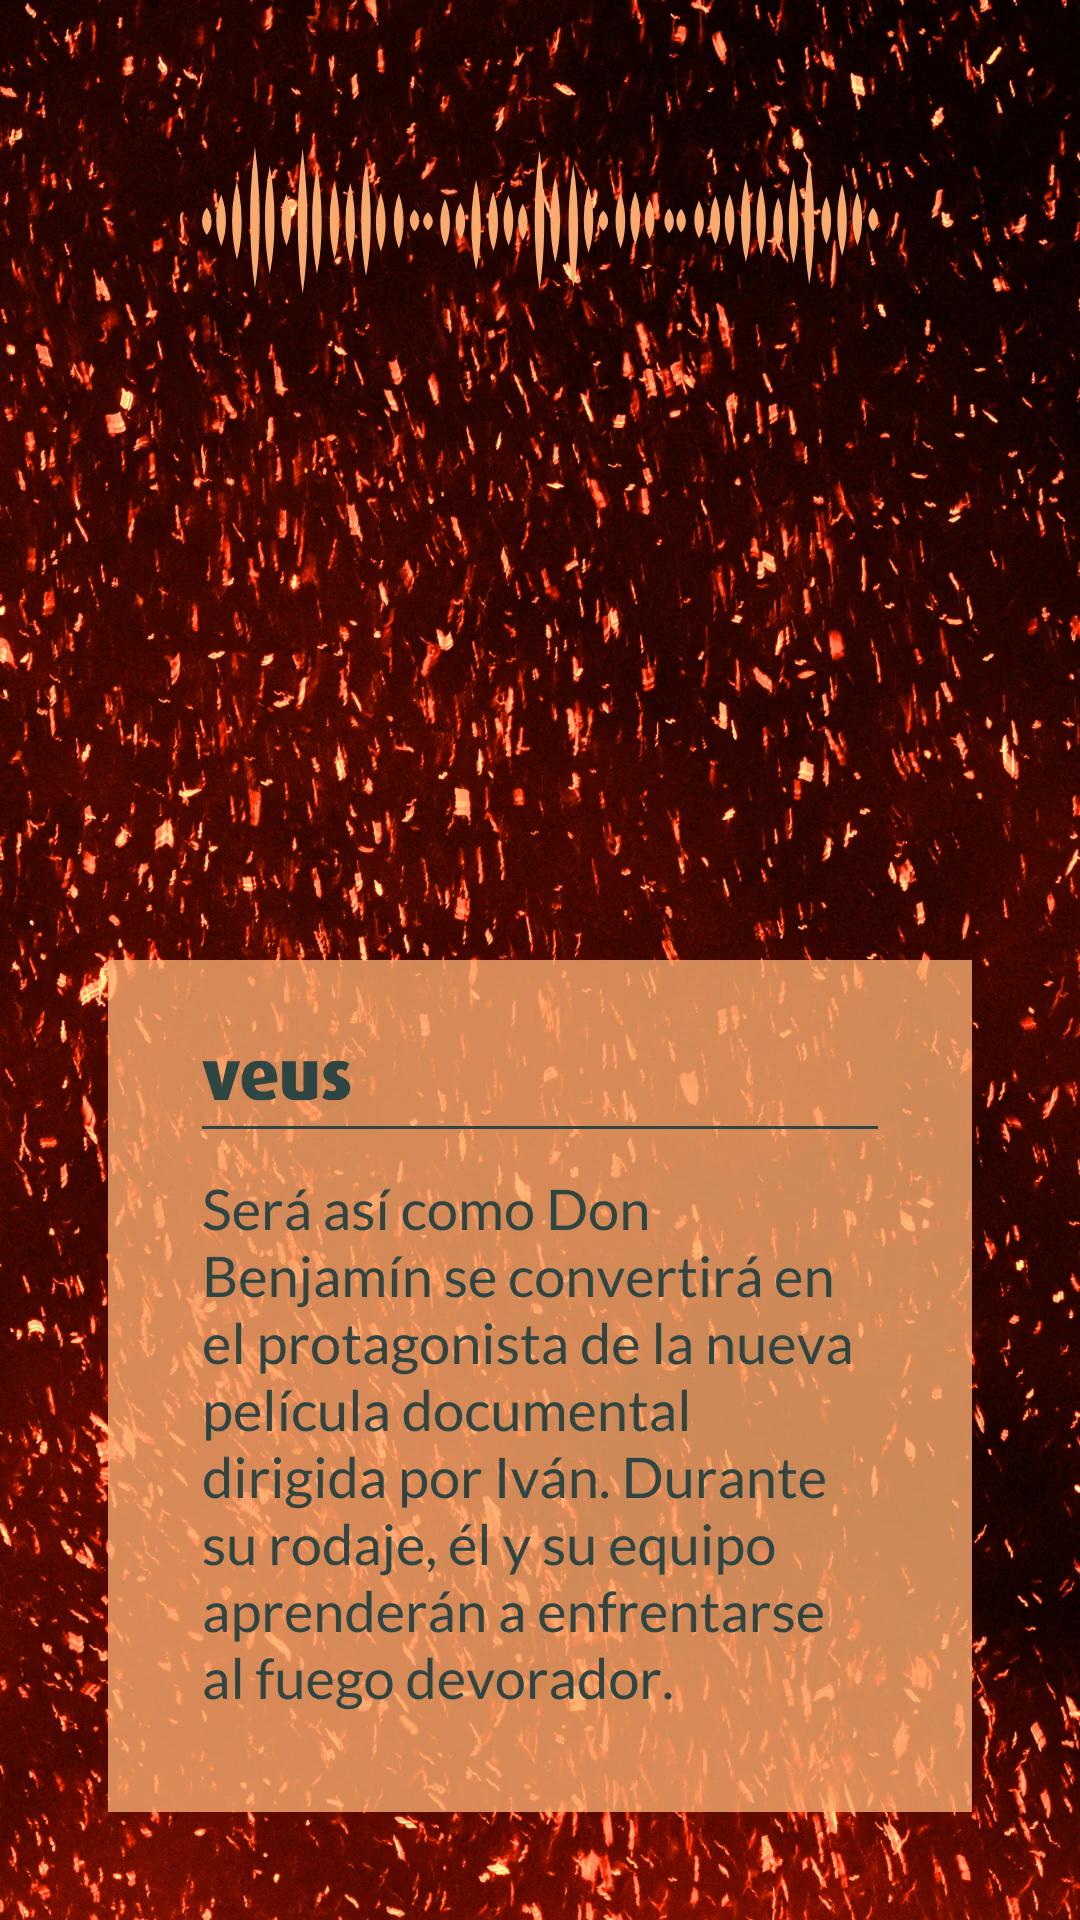 veus
Será así como Don
Benjamín se convertirá en
el protagonista de la nueva
película documental
dirigida por Iván. Durante
su rodaje, él y su equipo
aprenderán a enfrentarse
al fuego devorador.